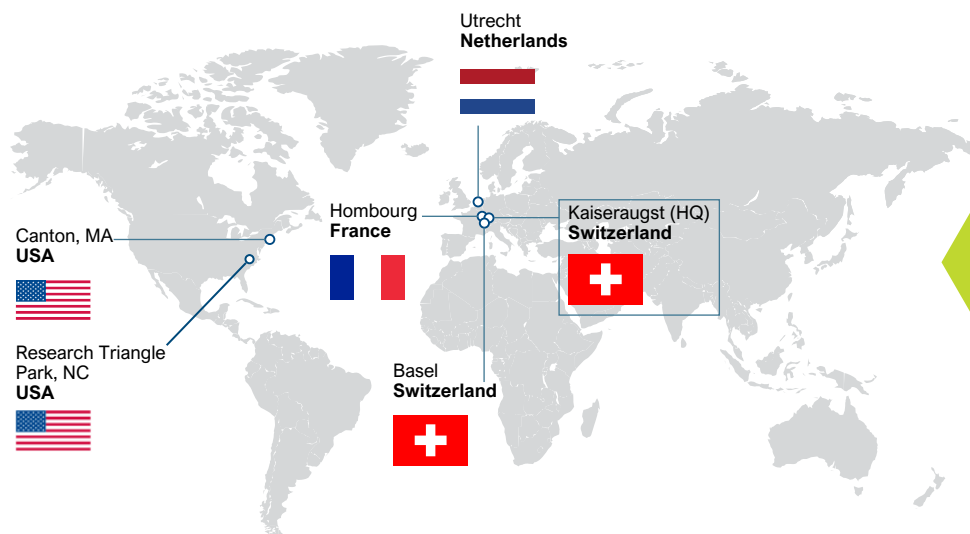 Utrecht
Netherlands
Hombourg
France
Kaiseraugst (HQ)
Switzerland
Canton, MA
USA
Research Triangle
Park, NC
USA
Basel
Switzerland